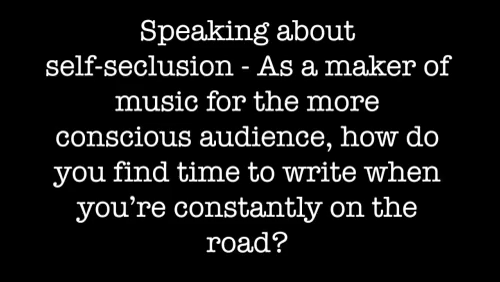 Speaking about
self-seclusion - As a maker of
music for the more
conscious audience, how do
you find time to write when
you’re constantly on the
road?